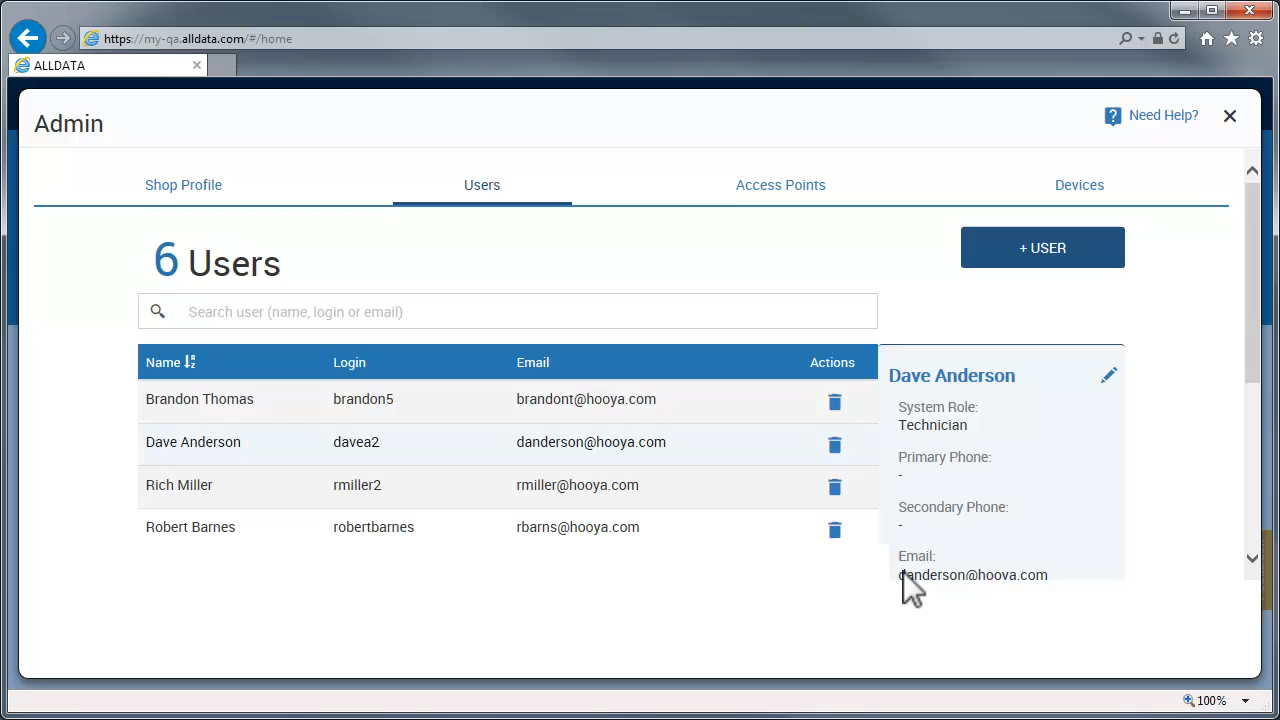 https://my-qa.alldata.com/#/home
ALLDATA
Admin
Need Help?
Shop Profile Users Access Points Devices
6 Users
+ USER
Search user (name, login or email)
Name Login Email Actions
Brandon Thomas brandon5 brandont@hooya.com
Dave Anderson davea2 danderson@hooya.com
Rich Miller rmiller2 rmiller@hooya.com
Robert Barnes robertbarnes rbarns@hooya.com
Dave Anderson
System Role:
Technician
Primary Phone:
-
Secondary Phone:
-
Email:
danderson@hooya.com
100%